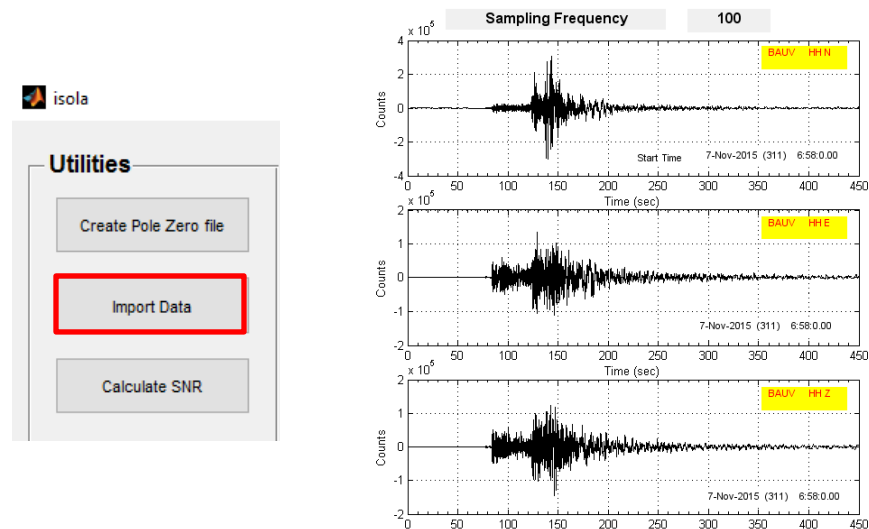 isola
Utilities
Create Pole Zero file
Import Data
Calculate SNR
Sampling Frequency 100
x 10^5
BAUV HH N
4
2
0
-2
-4
Counts
Start Time 7-Nov-2015 (311) 6:58:0.00
0 50 100 150 200 250 300 350 400 450
Time (sec)
x 10^5
BAUV HH E
2
1
0
-1
-2
Counts
7-Nov-2015 (311) 6:58:0.00
0 50 100 150 200 250 300 350 400 450
Time (sec)
x 10^5
BAUV HH Z
2
1
0
-1
-2
Counts
7-Nov-2015 (311) 6:58:0.00
0 50 100 150 200 250 300 350 400 450